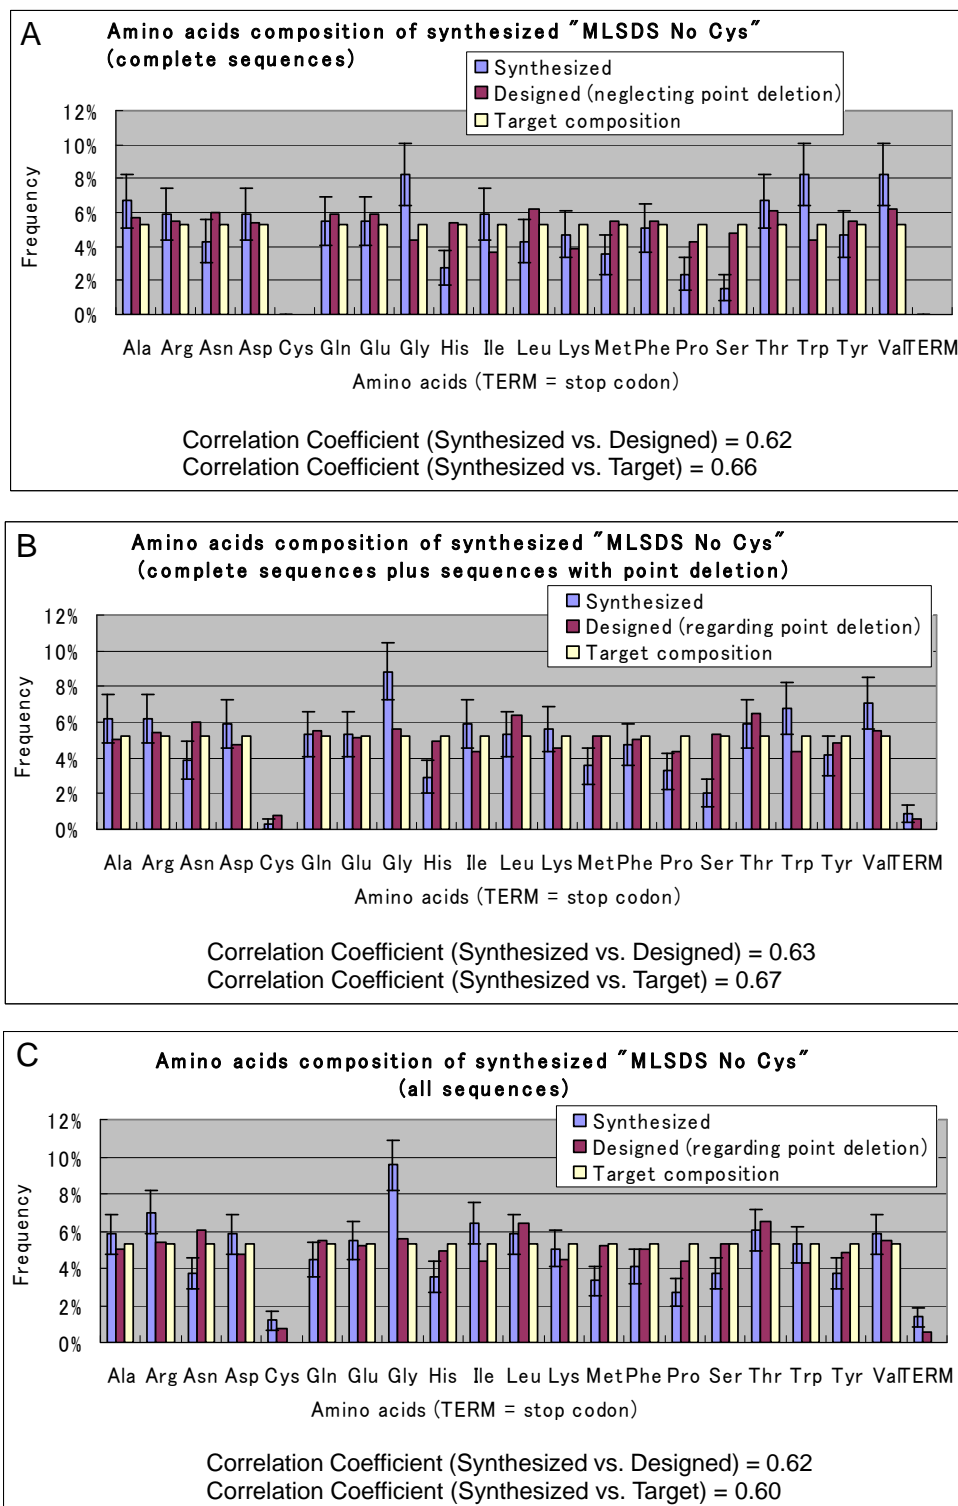 A
Amino acids composition of synthesized "MLSDS No Cys"
(complete sequences)
Synthesized
Designed (neglecting point deletion)
Target composition
12%
10%
8%
6%
4%
2%
0%
Frequency
Ala Arg Asn Asp Cys Gln Glu Gly His Ile Leu Lys Met Phe Pro Ser Thr Trp Tyr Val TERM
Amino acids (TERM = stop codon)
Correlation Coefficient (Synthesized vs. Designed) = 0.62
Correlation Coefficient (Synthesized vs. Target) = 0.66
B
Amino acids composition of synthesized "MLSDS No Cys"
(complete sequences plus sequences with point deletion)
Synthesized
Designed (regarding point deletion)
Target composition
12%
10%
8%
6%
4%
2%
0%
Frequency
Ala Arg Asn Asp Cys Gln Glu Gly His Ile Leu Lys Met Phe Pro Ser Thr Trp Tyr Val TERM
Amino acids (TERM = stop codon)
Correlation Coefficient (Synthesized vs. Designed) = 0.63
Correlation Coefficient (Synthesized vs. Target) = 0.67
C
Amino acids composition of synthesized "MLSDS No Cys"
(all sequences)
Synthesized
Designed (regarding point deletion)
Target composition
12%
10%
8%
6%
4%
2%
0%
Frequency
Ala Arg Asn Asp Cys Gln Glu Gly His Ile Leu Lys Met Phe Pro Ser Thr Trp Tyr Val TERM
Amino acids (TERM = stop codon)
Correlation Coefficient (Synthesized vs. Designed) = 0.62
Correlation Coefficient (Synthesized vs. Target) = 0.60